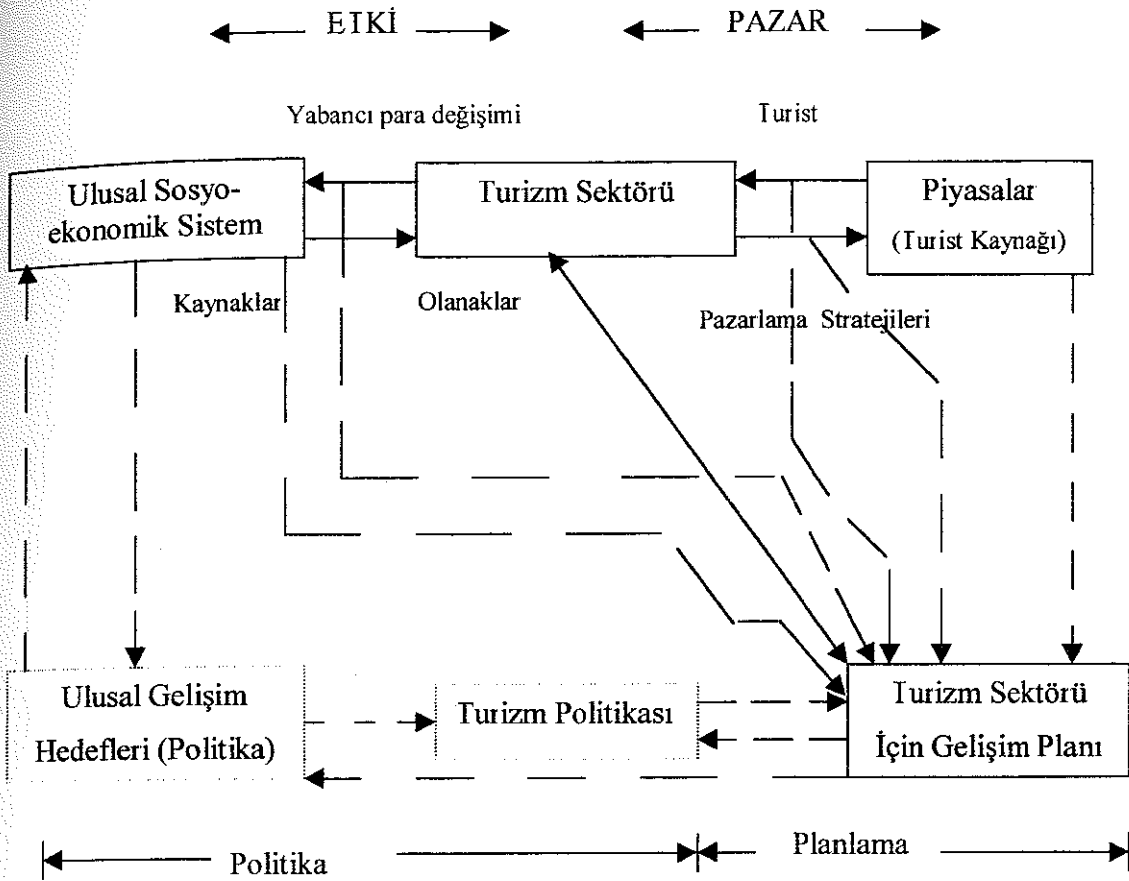 ETKİ PAZAR
Yabancı para değişimi Turist
Ulusal Sosyo-
ekonomik Sistem
Turizm Sektörü
Piyasalar
(Turist Kaynağı)
Kaynaklar
Olanaklar
Pazarlama Stratejileri
Ulusal Gelişim
Hedefleri (Politika)
Turizm Politikası
Turizm Sektörü
İçin Gelişim Planı
Politika
Planlama